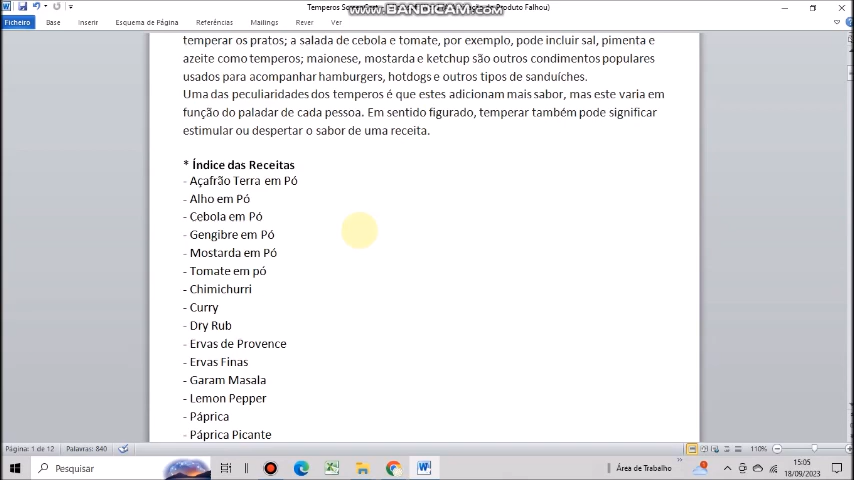 Temperos
www.BANDICAM.com
de Produto Falhou)
Ficheiro Base Inserir Esquema de Página Referências Mailings Rever Ver
temperar os pratos; a salada de cebola e tomate, por exemplo, pode incluir sal, pimenta e
azeite como temperos; maionese, mostarda e ketchup são outros condimentos populares
usados para acompanhar hamburgers, hotdogs e outros tipos de sanduíches.
Uma das peculiaridades dos temperos é que estes adicionam mais sabor, mas este varia em
função do paladar de cada pessoa. Em sentido figurado, temperar também pode significar
estimular ou despertar o sabor de uma receita.
* Índice das Receitas
- Açafrão Terra em Pó
- Alho em Pó
- Cebola em Pó
- Gengibre em Pó
- Mostarda em Pó
- Tomate em pó
- Chimichurri
- Curry
- Dry Rub
- Ervas de Provence
- Ervas Finas
- Garam Masala
- Lemon Pepper
- Páprica
- Páprica Picante
Página: 1 de 12 Palavras: 840 110%
Pesquisar Área de Trabalho 15:05
18/09/2023